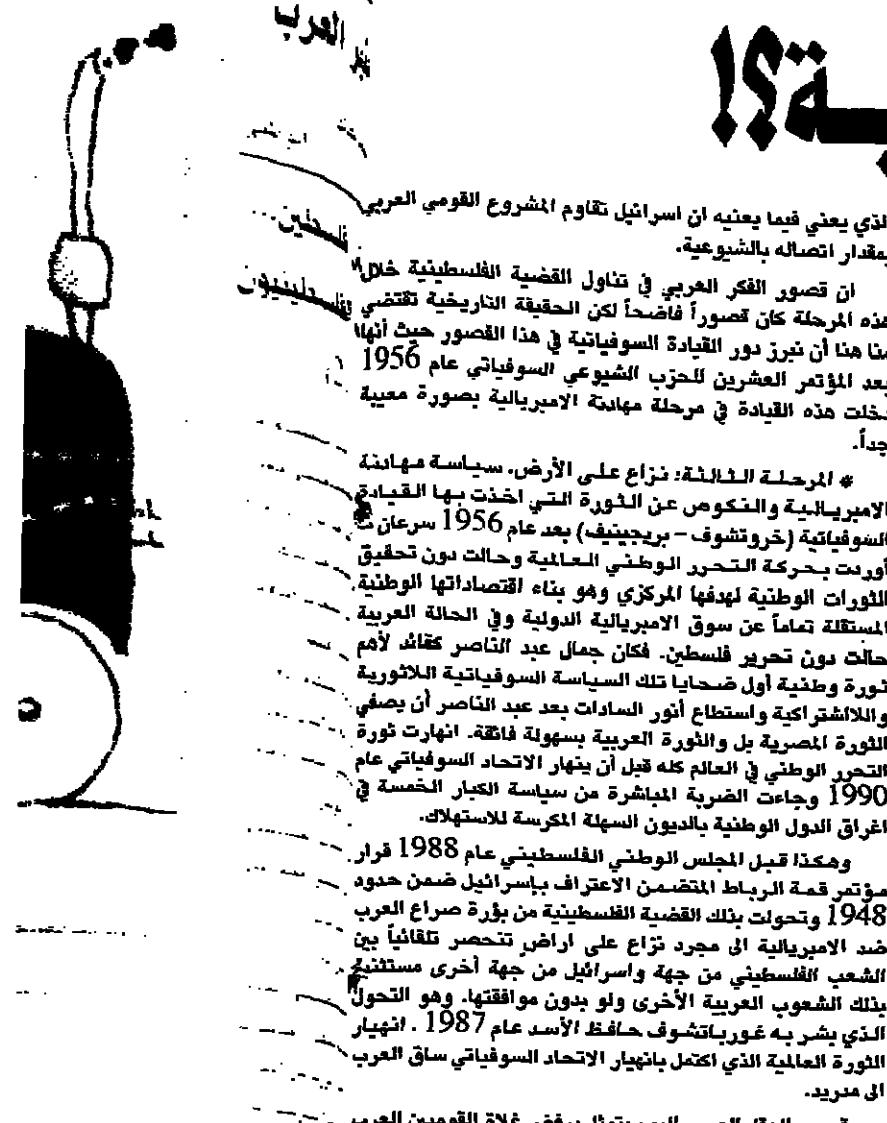 ـة؟!
العرب
فلسطين...
فلسطينيون
لذي يعني فيما يعنيه ان اسرائيل تقاوم المشروع القومي العربي
بمقدار اتصاله بالشيوعية.
ان قصور الفكر العربي في تناول القضية الفلسطينية خلال
هذه المرحلة كان قصوراً فاضحاً لكن الحقيقة التاريخية تقتضي
منا هنا أن نبرز دور القيادة السوفياتية في هذا القصور حيث أنها
بعد المؤتمر العشرين للحزب الشيوعي السوفياتي عام 1956
دخلت هذه القيادة في مرحلة مهادنة الامبريالية بصورة معيبة
جداً.
* المرحلة الثالثة: نزاع على الأرض. سياسة مهادنة
الامبريالية والنكوص عن الثورة التي اخذت بها القيادة
السوفياتية (خروتشوف - بريجينيف) بعد عام 1956 سرعان
أوردت بحركة التحرر الوطني العالمية وحالت دون تحقيق
الثورات الوطنية لهدفها المركزي وهو بناء اقتصاداتها الوطنية
المستقلة تماماً عن سوق الامبريالية الدولية وفي الحالة العربية
حالت دون تحرير فلسطين. فكان جمال عبد الناصر كقائد لأهم
ثورة وطنية أول ضحايا تلك السياسة السوفياتية اللاثورية
واللااشتراكية واستطاع أنور السادات بعد عبد الناصر أن يصفي
الثورة المصرية بل والثورة العربية بسهولة فائقة. انهارت ثورة
التحرر الوطني في العالم كله قبل أن ينهار الاتحاد السوفياتي عام
1990 وجاءت الضربة المباشرة من سياسة الكبار الخمسة في
اغراق الدول الوطنية بالديون السهلة المكرسة للاستهلاك.
وهكذا قبل المجلس الوطني الفلسطيني عام 1988 قرار
مؤتمر قمة الرباط المتضمن الاعتراف بإسرائيل ضمن حدود
1948 وتحولت بذلك القضية الفلسطينية من بؤرة صراع العرب
ضد الامبريالية الى مجرد نزاع على اراضٍ تنحصر تلقائياً بين
الشعب الفلسطيني من جهة واسرائيل من جهة أخرى مستثنية
بذلك الشعوب العربية الأخرى ولو بدون موافقتها. وهو التحول
الذي بشر به غورباتشوف حافظ الأسد عام 1987 . انهيار
الثورة العالمية الذي اكتمل بانهيار الاتحاد السوفياتي ساق العرب
الى مدريد.